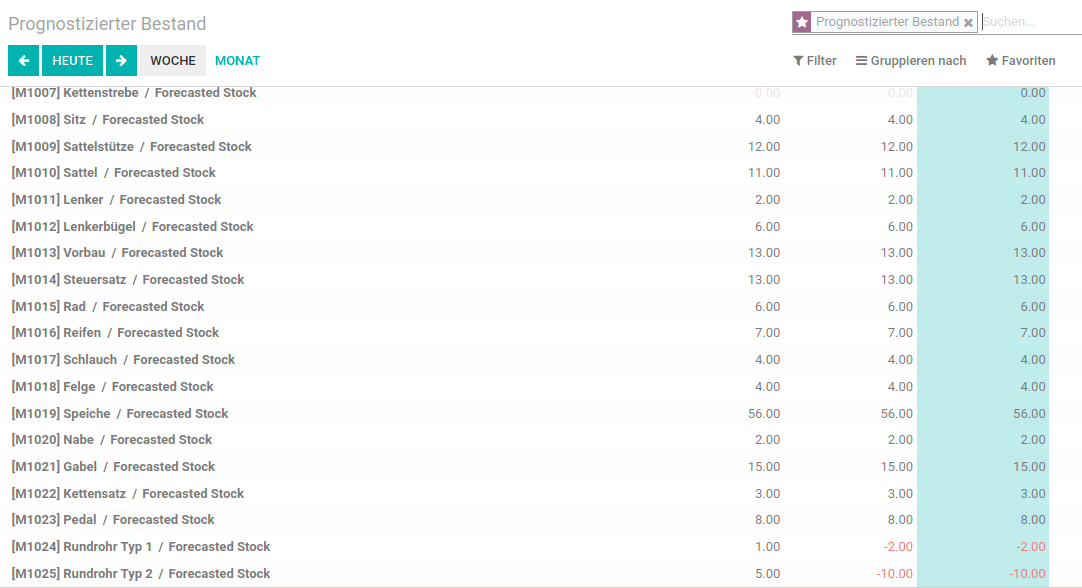 Prognostizierter Bestand
Prognostizierter Bestand Suchen...
HEUTE WOCHE MONAT
Filter Gruppieren nach Favoriten
[M1007] Kettenstrebe / Forecasted Stock 0.00 0.00 0.00
[M1008] Sitz / Forecasted Stock 4.00 4.00 4.00
[M1009] Sattelstütze / Forecasted Stock 12.00 12.00 12.00
[M1010] Sattel / Forecasted Stock 11.00 11.00 11.00
[M1011] Lenker / Forecasted Stock 2.00 2.00 2.00
[M1012] Lenkerbügel / Forecasted Stock 6.00 6.00 6.00
[M1013] Vorbau / Forecasted Stock 13.00 13.00 13.00
[M1014] Steuersatz / Forecasted Stock 13.00 13.00 13.00
[M1015] Rad / Forecasted Stock 6.00 6.00 6.00
[M1016] Reifen / Forecasted Stock 7.00 7.00 7.00
[M1017] Schlauch / Forecasted Stock 4.00 4.00 4.00
[M1018] Felge / Forecasted Stock 4.00 4.00 4.00
[M1019] Speiche / Forecasted Stock 56.00 56.00 56.00
[M1020] Nabe / Forecasted Stock 2.00 2.00 2.00
[M1021] Gabel / Forecasted Stock 15.00 15.00 15.00
[M1022] Kettensatz / Forecasted Stock 3.00 3.00 3.00
[M1023] Pedal / Forecasted Stock 8.00 8.00 8.00
[M1024] Rundrohr Typ 1 / Forecasted Stock 1.00 -2.00 -2.00
[M1025] Rundrohr Typ 2 / Forecasted Stock 5.00 -10.00 -10.00